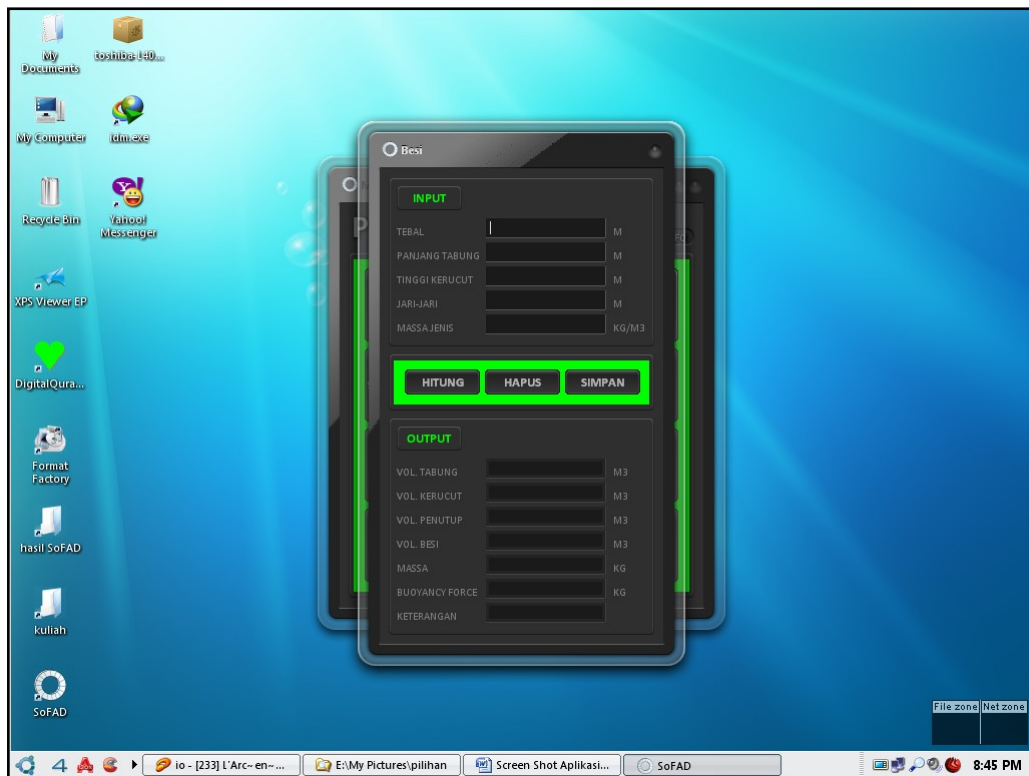 My Documents
toshiba-L40...
My Computer
idm.exe
Recycle Bin
Yahoo! Messenger
XPS Viewer EP
DigitalQura...
Format Factory
hasil SoFAD
kuliah
SoFAD
Besi
INPUT
TEBAL M
PANJANG TABUNG M
TINGGI KERUCUT M
JARI-JARI M
MASSA JENIS KG/M3
HITUNG HAPUS SIMPAN
OUTPUT
VOL. TABUNG M3
VOL. KERUCUT M3
VOL. PENUTUP M3
VOL. BESI M3
MASSA KG
BUOYANCY FORCE KG
KETERANGAN
File zone Net zone
4
io - [233] L'Arc~en~...
E:\My Pictures\pilihan
Screen Shot Aplikasi...
SoFAD
8:45 PM